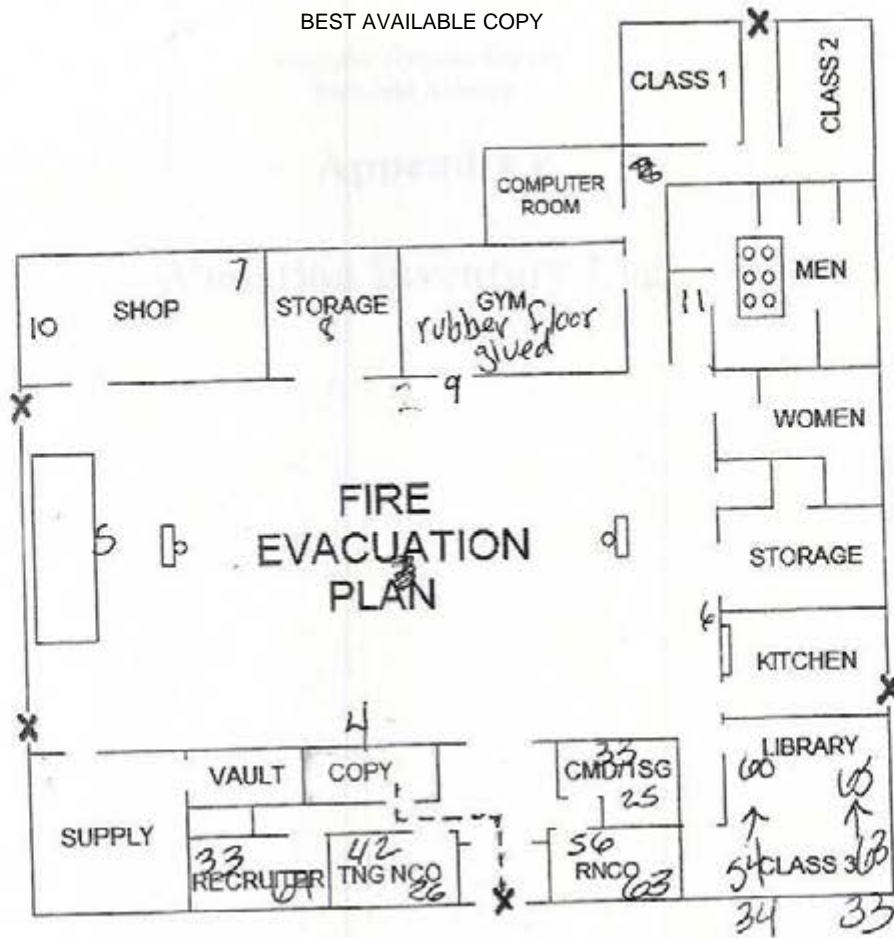 BEST AVAILABLE COPY
CLASS 1
CLASS 2
COMPUTER
ROOM
MEN
7
10
SHOP
STORAGE
8
GYM
rubber floor
glued
11
2 9
WOMEN
FIRE
EVACUATION
PLAN
5
3
STORAGE
6
KITCHEN
4
VAULT
COPY
CMD/1SG
33
25
LIBRARY
60
SUPPLY
33
RECRUITER
42
TNG NCO
26
56
RNCO
63
54
CLASS 3
63
34 33